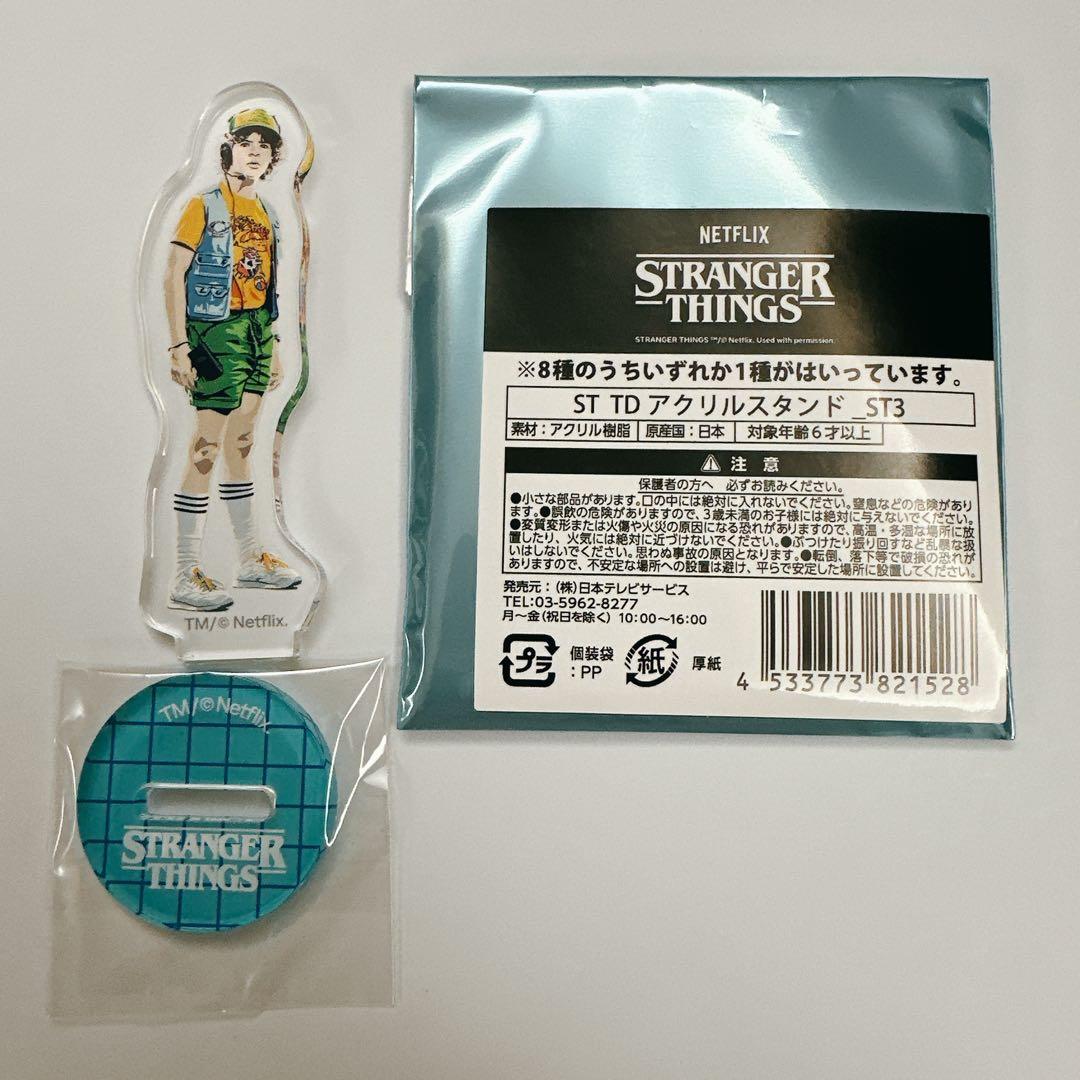 TM/© Netflix.
TM/© Netflix.
STRANGER
THINGS
NETFLIX
STRANGER
THINGS
STRANGER THINGS ™/© Netflix. Used with permission.
※8種のうちいずれか1種がはいっています。
ST TD アクリルスタンド _ST3
素材:アクリル樹脂 原産国:日本 対象年齢6才以上
注意
保護者の方へ 必ずお読みください。
●小さな部品があります。口の中には絶対に入れないでください。窒息などの危険があり
ます。●誤飲の危険がありますので、3歳未満のお子様には絶対に与えないでください。
●変質変形または火傷や火災の原因になる恐れがありますので、高温・多湿な場所に放
置したり、火気には絶対に近づけないでください。●ぶつけたり振り回すなど乱暴な扱
いはしないでください。思わぬ事故の原因となります。●転倒、落下等で破損の恐れが
ありますので、不安定な場所への設置は避け、平らで安定した場所に設置してください。
発売元:(株)日本テレビサービス
TEL:03-5962-8277
月~金(祝日を除く) 10:00~16:00
プラ 個装袋
:PP
紙 厚紙
4 533773 821528